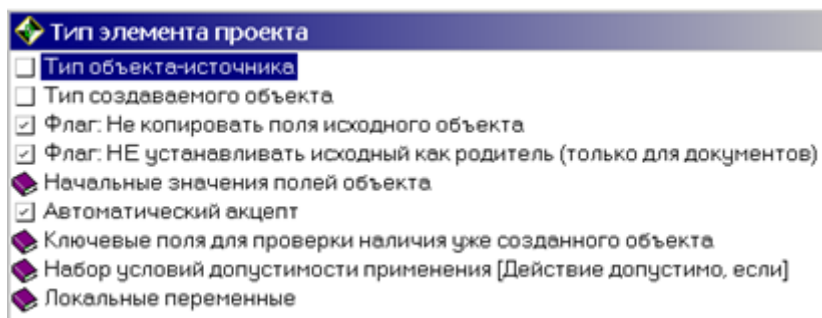 Тип элемента проекта
Тип объекта-источника
Тип создаваемого объекта
Флаг: Не копировать поля исходного объекта
Флаг: НЕ устанавливать исходный как родитель (только для документов)
Начальные значения полей объекта
Автоматический акцепт
Ключевые поля для проверки наличия уже созданного объекта
Набор условий допустимости применения [Действие допустимо, если]
Локальные переменные